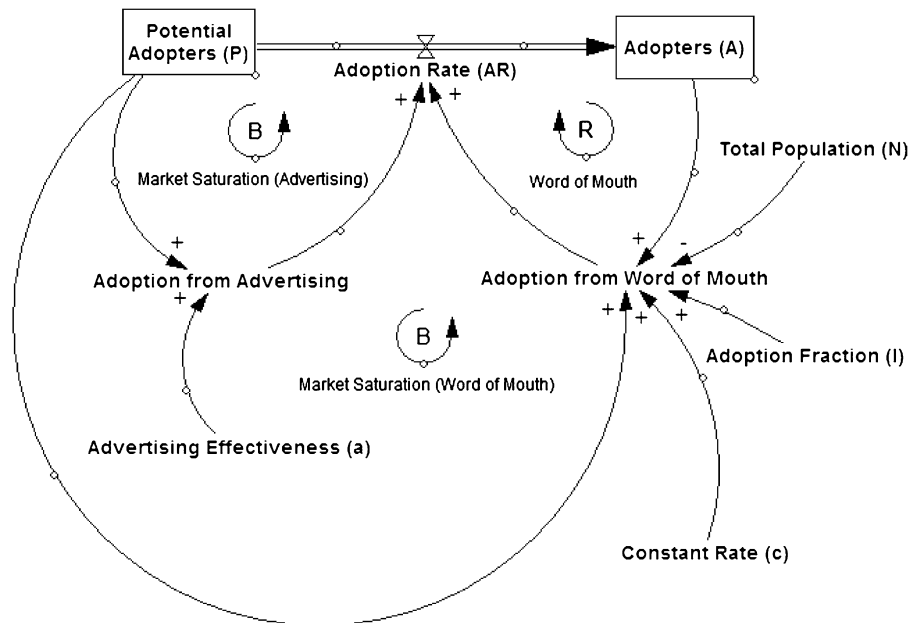 Potential
Adopters (P)
Adopters (A)
Adoption Rate (AR)
+
+
B
R
Total Population (N)
Market Saturation (Advertising)
Word of Mouth
+
+
-
Adoption from Advertising
Adoption from Word of Mouth
+
+
+
+
B
Adoption Fraction (I)
Market Saturation (Word of Mouth)
Advertising Effectiveness (a)
Constant Rate (c)